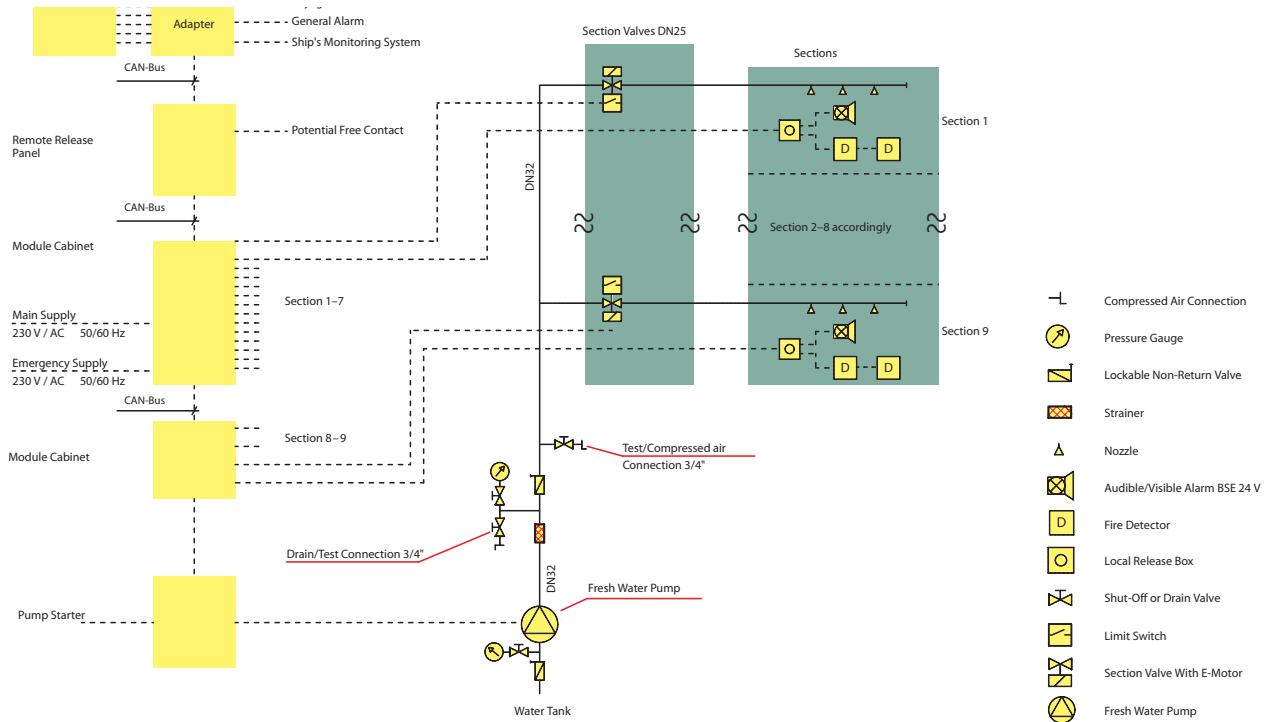 Adapter
General Alarm
Ship's Monitoring System
CAN-Bus
Section Valves DN25
Sections
Remote Release
Panel
Potential Free Contact
Section 1
D
D
DN32
CAN-Bus
Module Cabinet
Section 2–8 accordingly
Section 1–7
Main Supply
230 V / AC 50/60 Hz
Emergency Supply
230 V / AC 50/60 Hz
Section 9
D
D
CAN-Bus
Section 8–9
Module Cabinet
Test/Compressed air
Connection 3/4"
Drain/Test Connection 3/4"
DN32
Fresh Water Pump
Pump Starter
Water Tank
Compressed Air Connection
Pressure Gauge
Lockable Non-Return Valve
Strainer
Nozzle
Audible/Visible Alarm BSE 24 V
D
Fire Detector
Local Release Box
Shut-Off or Drain Valve
Limit Switch
Section Valve With E-Motor
Fresh Water Pump